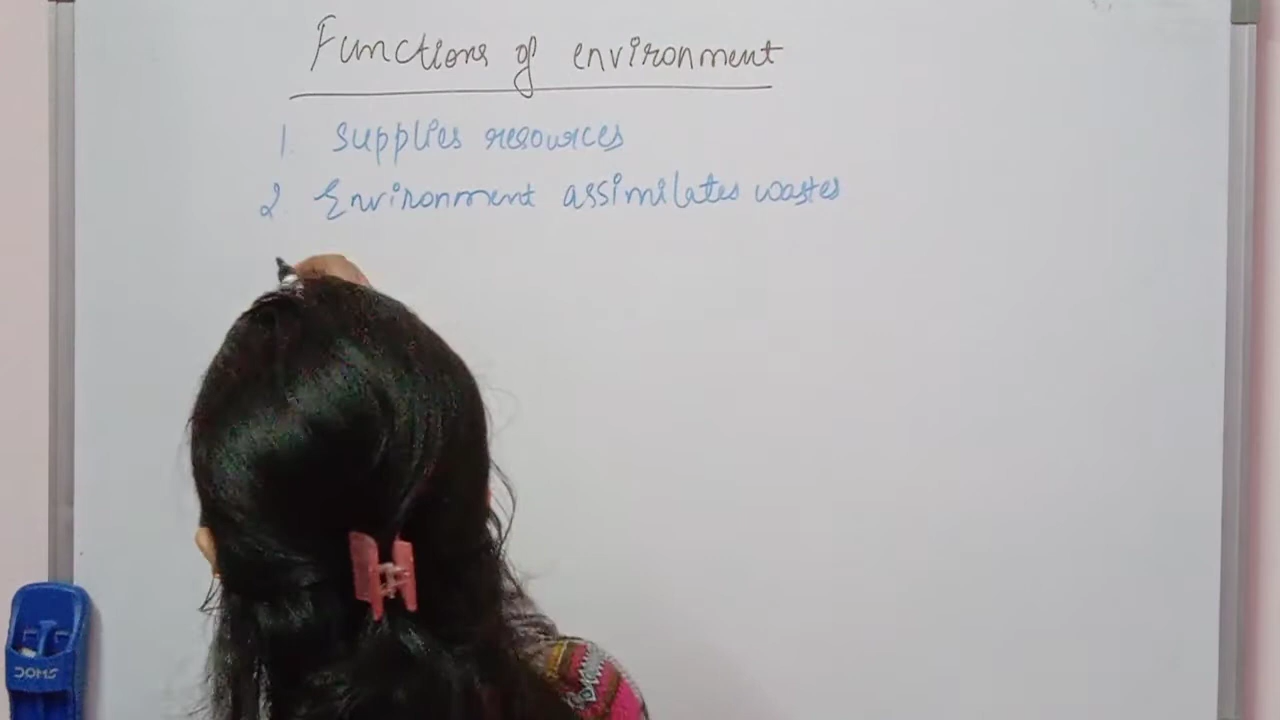 Functions of environment
1. Supplies resources
2. Environment assimilates wastes
DOMS